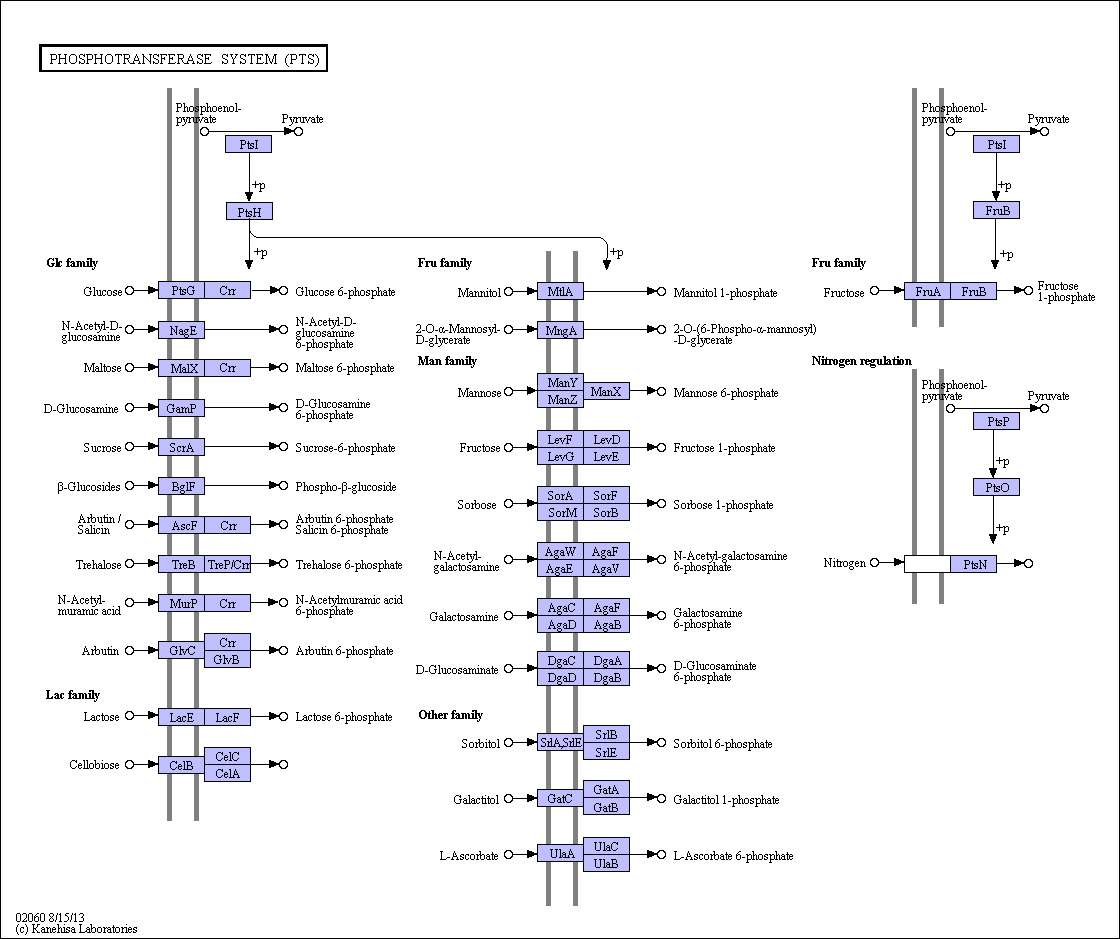 PHOSPHOTRANSFERASE SYSTEM (PTS)
Phosphoenol-
pyruvate
Pyruvate
PtsI
+p
PtsH
+p
+p
Glc family
Glucose
PtsG
Crr
Glucose 6-phosphate
N-Acetyl-D-
glucosamine
NagE
N-Acetyl-D-
glucosamine
6-phosphate
Maltose
MalX
Crr
Maltose 6-phosphate
D-Glucosamine
GamP
D-Glucosamine
6-phosphate
Sucrose
ScrA
Sucrose-6-phosphate
β-Glucosides
BglF
Phospho-β-glucoside
Arbutin /
Salicin
AscF
Crr
Arbutin 6-phosphate
Salicin 6-phosphate
Trehalose
TreB
TreP/Crr
Trehalose 6-phosphate
N-Acetyl-
muramic acid
MurP
Crr
N-Acetylmuramic acid
6-phosphate
Arbutin
GlvC
Crr
GlvB
Arbutin 6-phosphate
Lac family
Lactose
LacE
LacF
Lactose 6-phosphate
Cellobiose
CelB
CelC
CelA
Fru family
Mannitol
MtlA
Mannitol 1-phosphate
2-O-α-Mannosyl-
D-glycerate
MngA
2-O-(6-Phospho-α-mannosyl)
-D-glycerate
Man family
Mannose
ManY
ManZ
ManX
Mannose 6-phosphate
Fructose
LevF
LevD
LevG
LevE
Fructose 1-phosphate
Sorbose
SorA
SorF
SorM
SorB
Sorbose 1-phosphate
N-Acetyl-
galactosamine
AgaW
AgaF
AgaE
AgaV
N-Acetyl-galactosamine
6-phosphate
Galactosamine
AgaC
AgaF
AgaD
AgaB
Galactosamine
6-phosphate
D-Glucosaminate
DgaC
DgaA
DgaD
DgaB
D-Glucosaminate
6-phosphate
Other family
Sorbitol
SrlA,SrlE
SrlB
SrlE
Sorbitol 6-phosphate
Galactitol
GatC
GatA
GatB
Galactitol 1-phosphate
L-Ascorbate
UlaA
UlaC
UlaB
L-Ascorbate 6-phosphate
Phosphoenol-
pyruvate
Pyruvate
PtsI
+p
FruB
+p
Fru family
Fructose
FruA
FruB
Fructose
1-phosphate
Nitrogen regulation
Phosphoenol-
pyruvate
Pyruvate
PtsP
+p
PtsO
+p
Nitrogen
PtsN
02060 8/15/13
(c) Kanehisa Laboratories